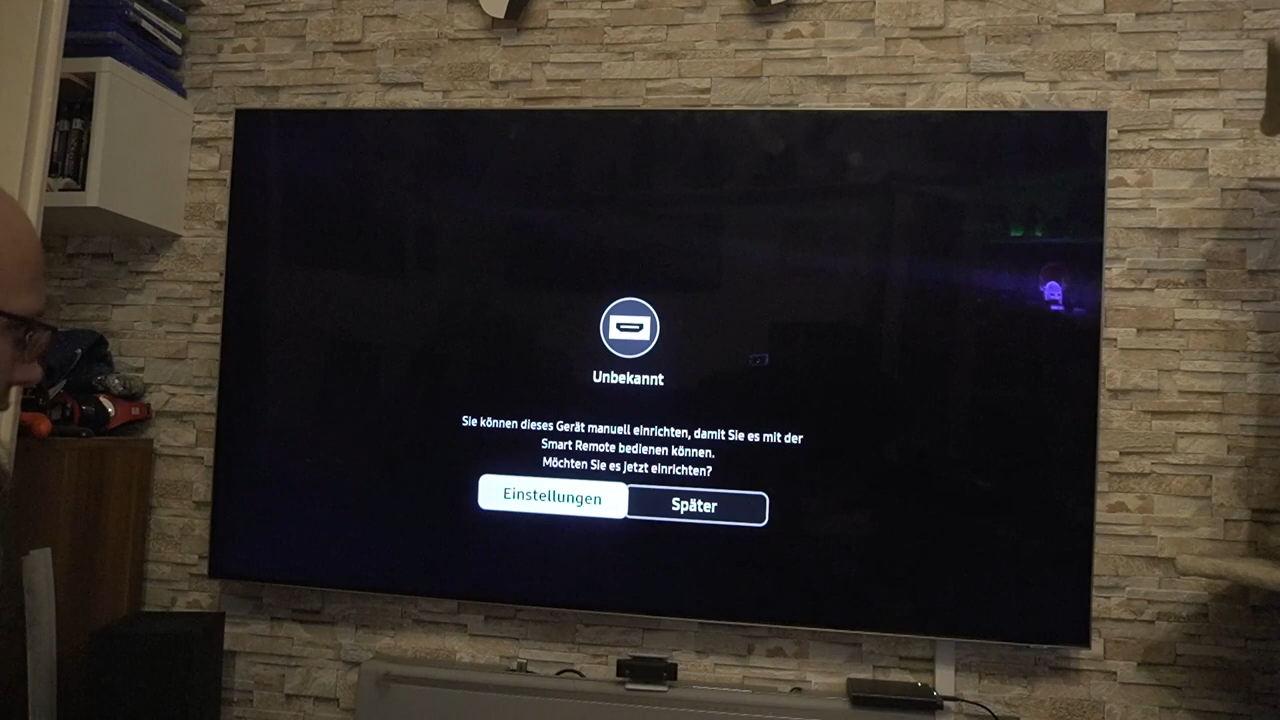 Unbekannt
Sie können dieses Gerät manuell einrichten, damit Sie es mit der
Smart Remote bedienen können.
Möchten Sie es jetzt einrichten?
Einstellungen
Später